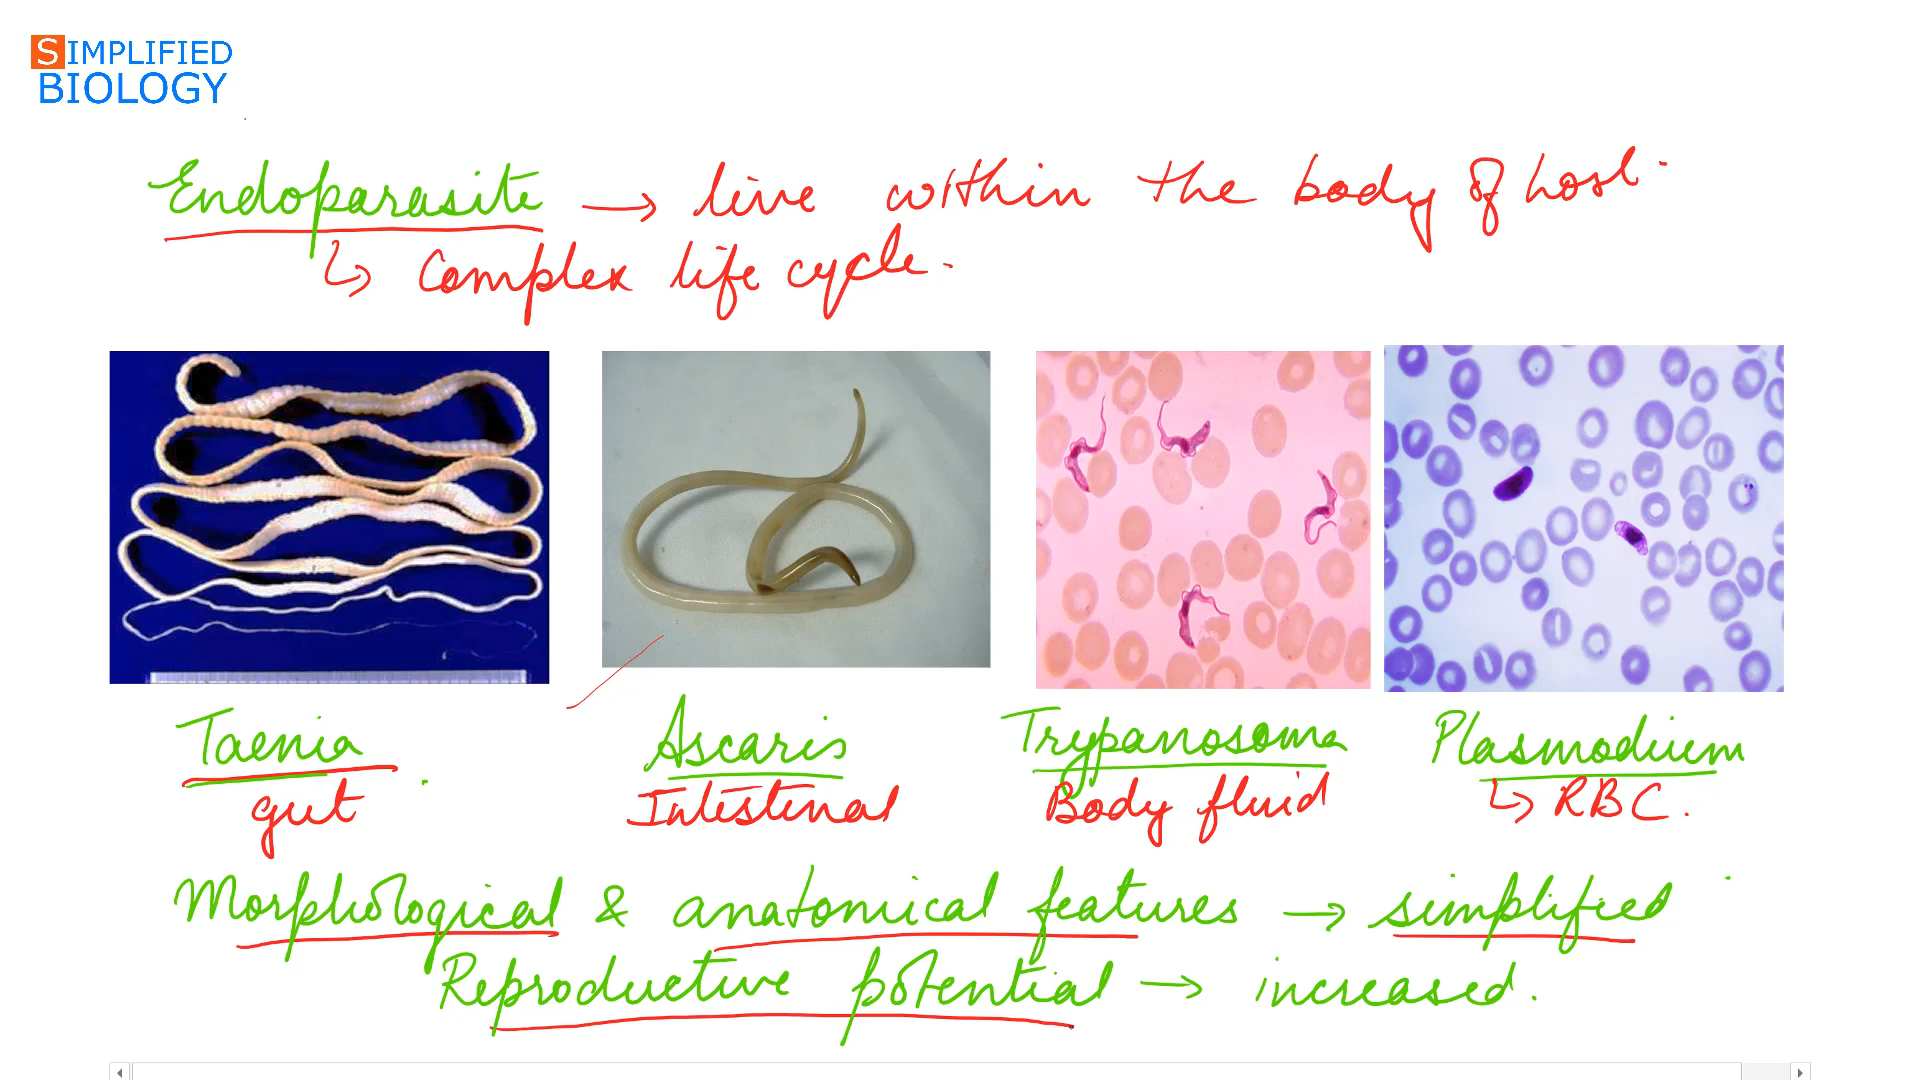 SIMPLIFIED
BIOLOGY
Endoparasite → live within the body of host.
↳ Complex life cycle.
Taenia
gut
Ascaris
Intestinal
Trypanosoma
Body fluid
Plasmodium
↳ RBC.
Morphological & anatomical features → simplified
Reproductive potential → increased.